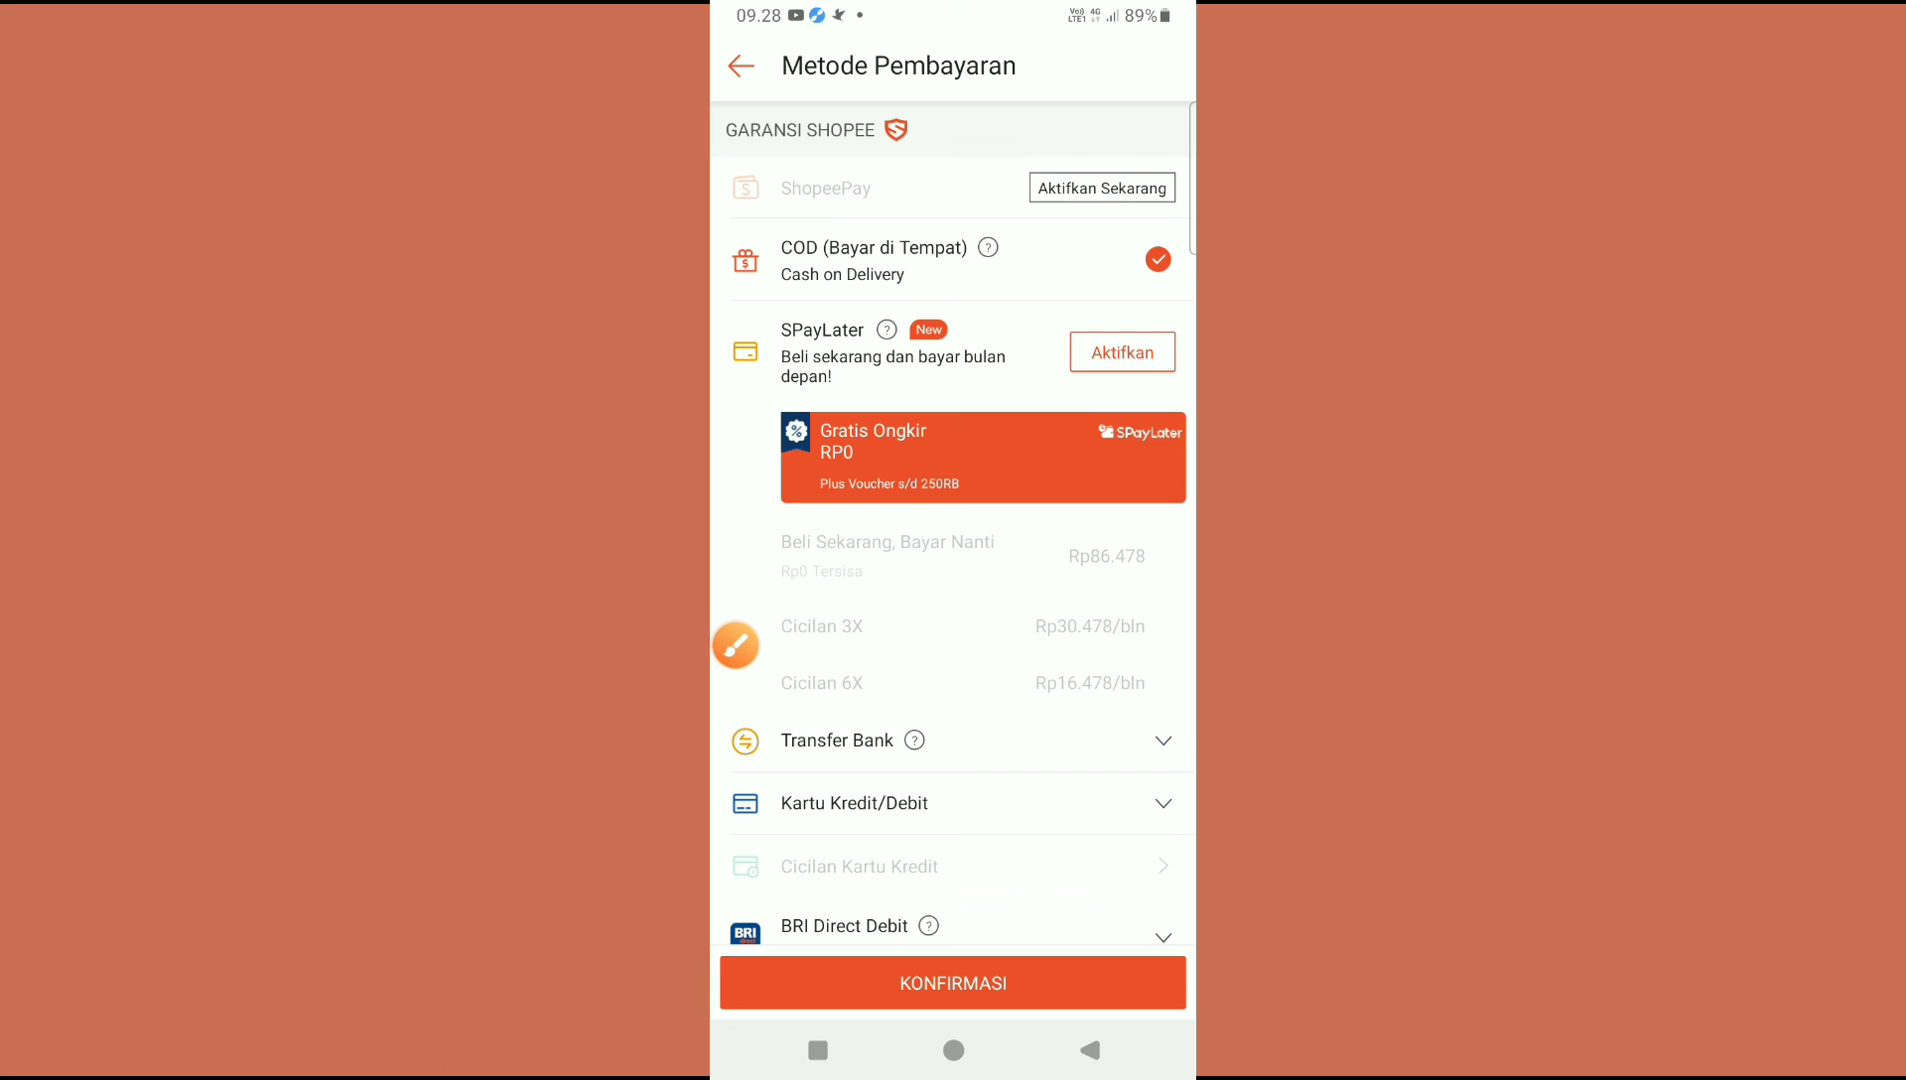 09.28
Vo)) 4G
LTE1
89%
Metode Pembayaran
GARANSI SHOPEE
ShopeePay
Aktifkan Sekarang
COD (Bayar di Tempat) ?
Cash on Delivery
SPayLater ? New
Beli sekarang dan bayar bulan
depan!
Aktifkan
Gratis Ongkir
RP0
SPayLater
Plus Voucher s/d 250RB
Beli Sekarang, Bayar Nanti
Rp0 Tersisa
Rp86.478
Cicilan 3X Rp30.478/bln
Cicilan 6X Rp16.478/bln
Transfer Bank ?
Kartu Kredit/Debit
Cicilan Kartu Kredit
BRI
BRI Direct Debit ?
KONFIRMASI